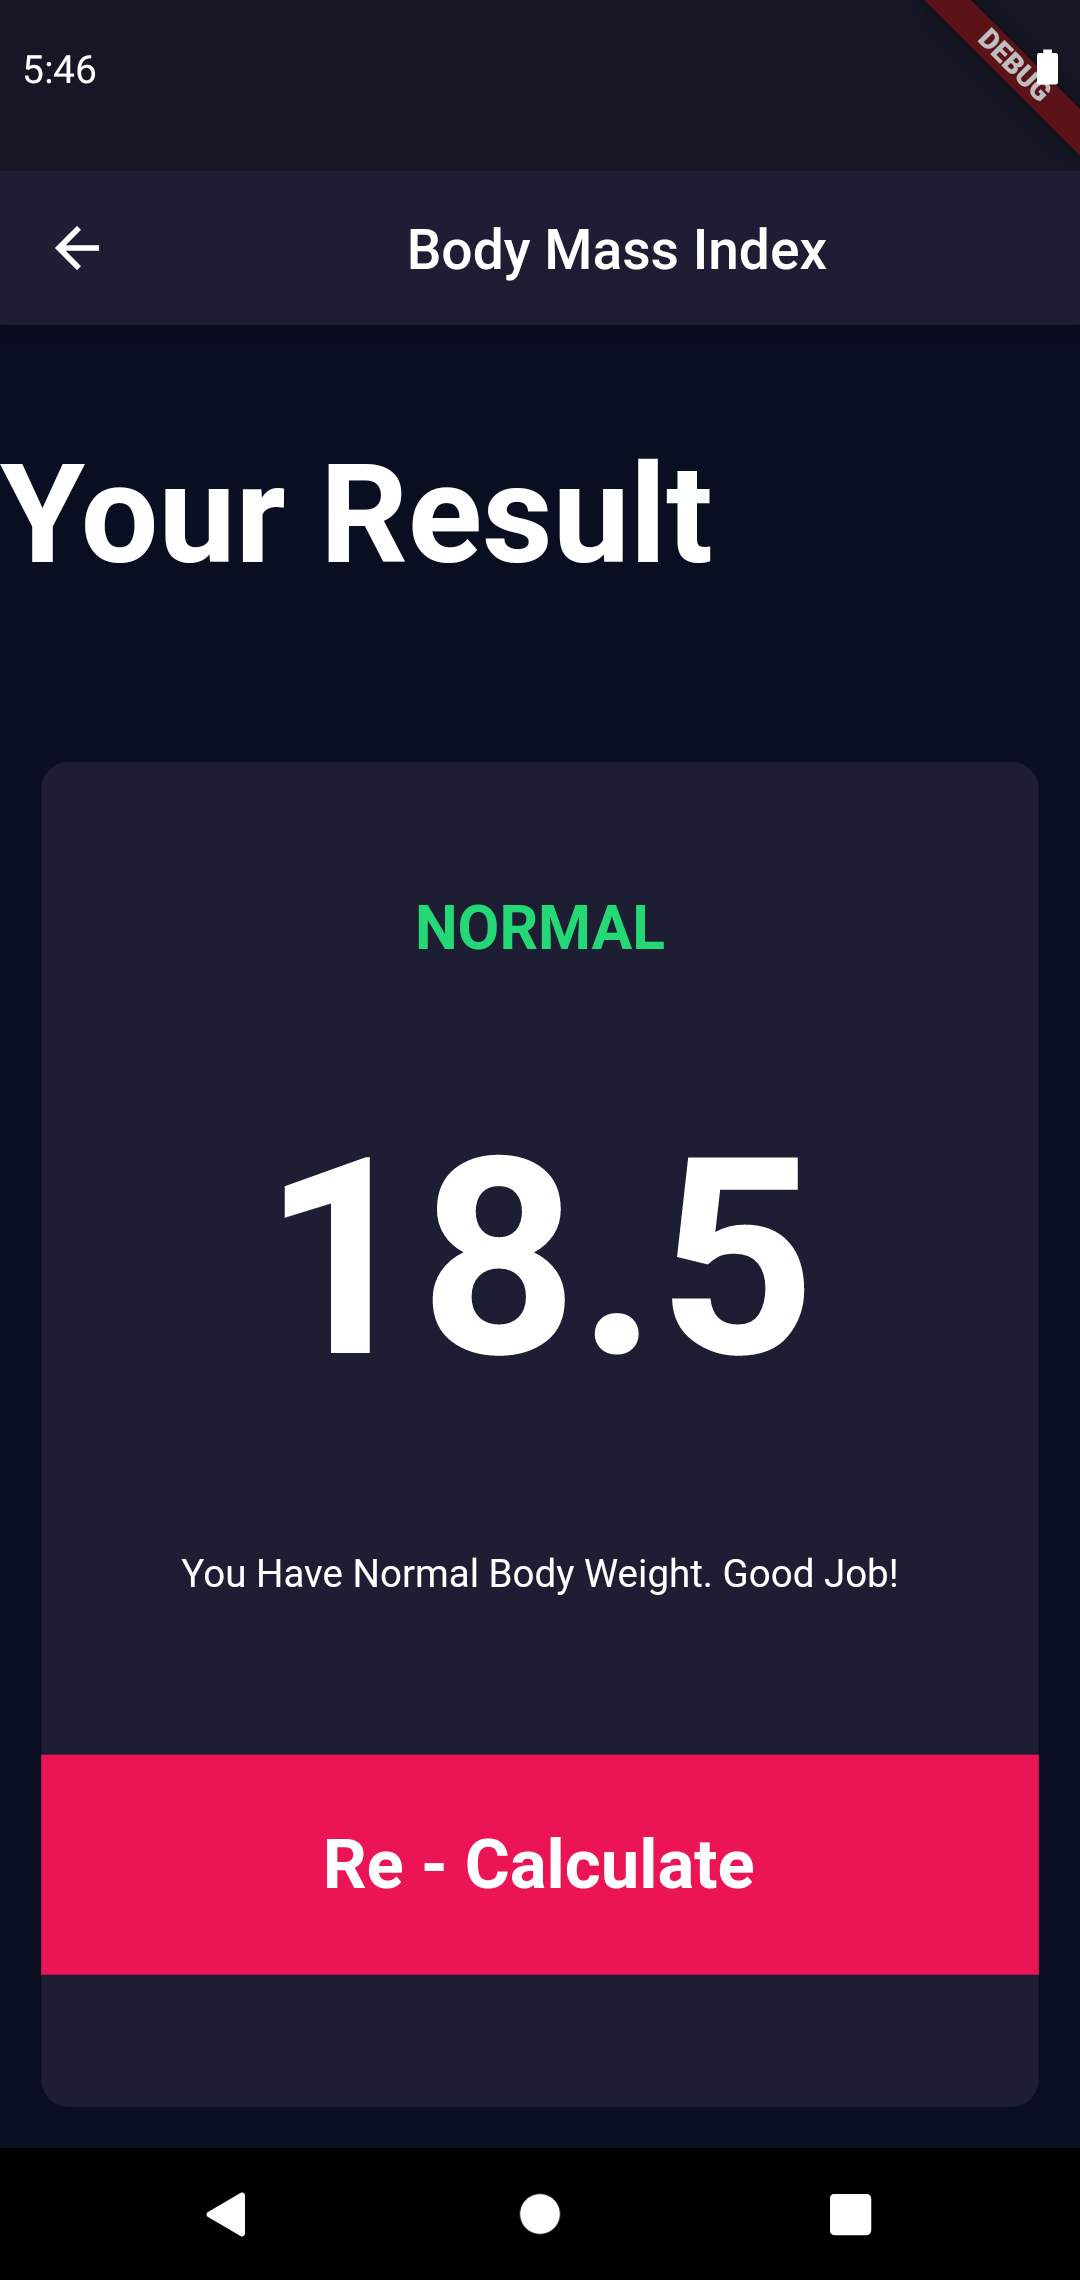 5:46
DEBUG
Body Mass Index
Your Result
NORMAL
18.5
You Have Normal Body Weight. Good Job!
Re - Calculate